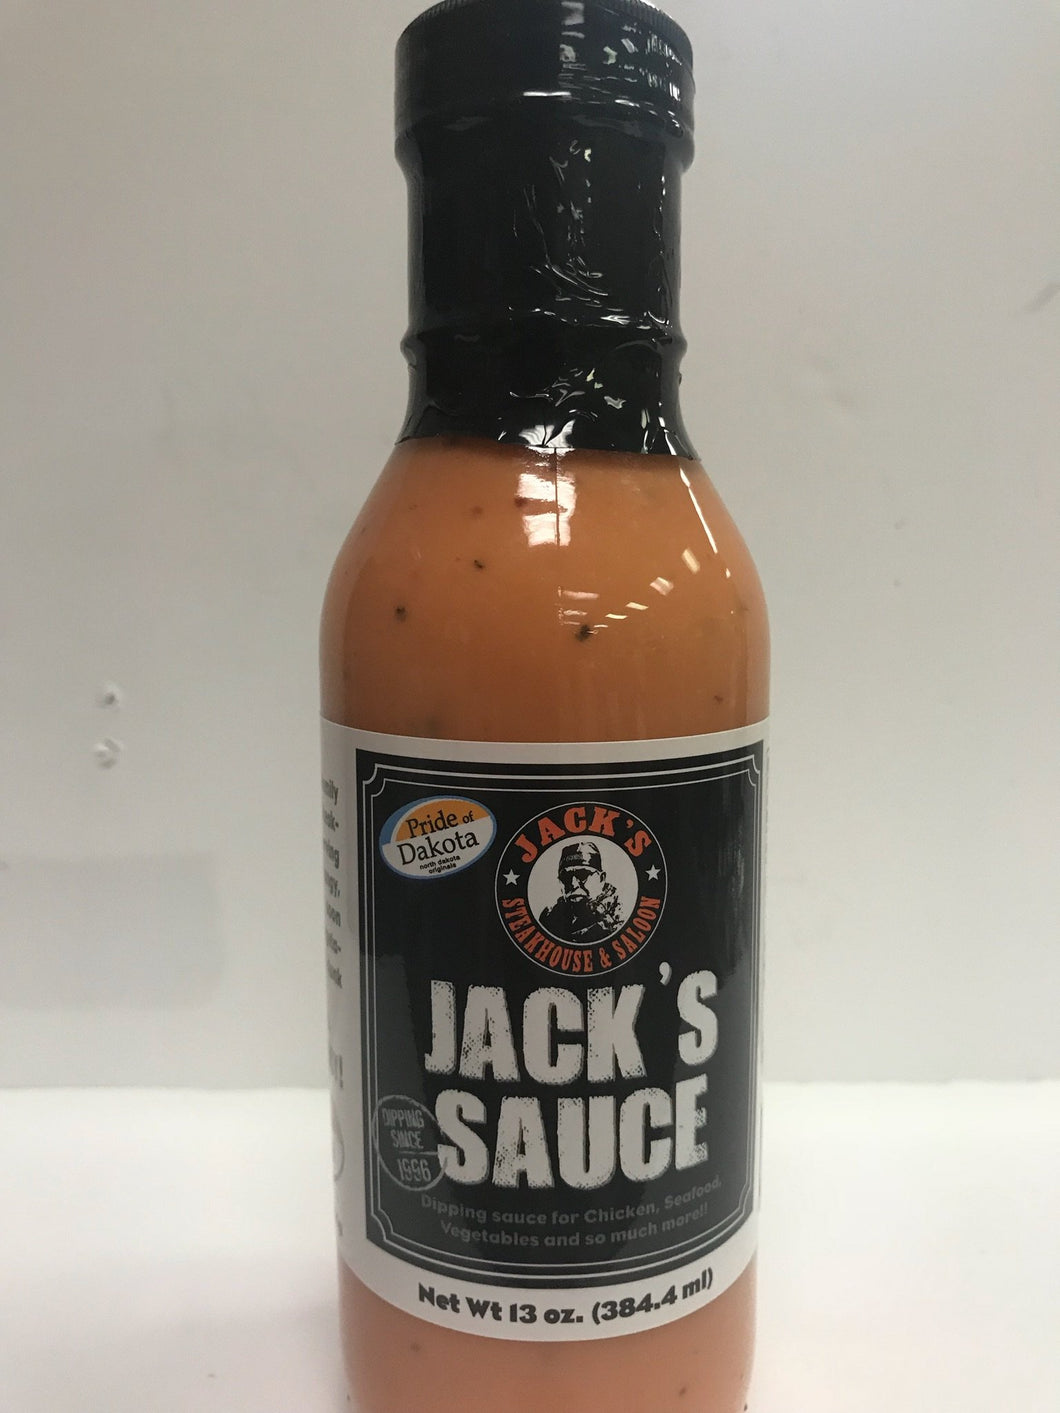 Pride of
Dakota
north dakota
originals
JACK'S
STEAKHOUSE & SALOON
JACK'S
SAUCE
DIPPING
SINCE
1996
Dipping sauce for Chicken, Seafood,
Vegetables and so much more!!
Net Wt 13 oz. (384.4 ml)